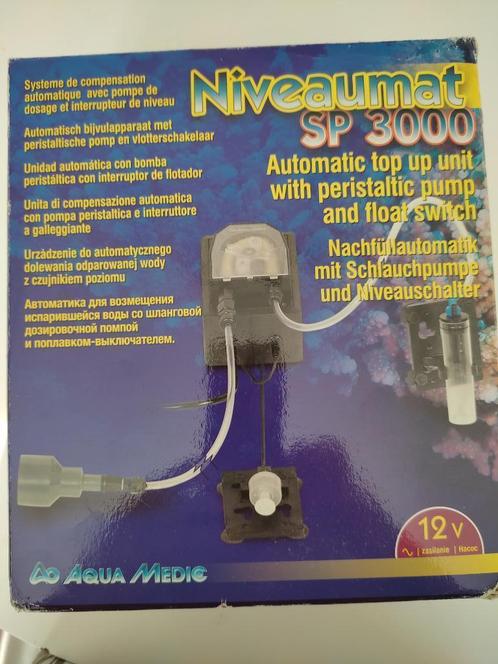 Niveaumat
SP 3000
Automatic top up unit
with peristaltic pump
and float switch
Nachfüllautomatik
mit Schlauchpumpe
und Niveauschalter
Systeme de compensation
automatique avec pompe de
dosage et interrupteur de niveau
Automatisch bijvulapparaat met
peristaltische pomp en vlotterschakelaar
Unidad automática con bomba
peristáltica con interruptor de flotador
Unita di compensazione automatica
con pompa peristaltica e interruttore
a galleggiante
Urządzenie do automatycznego
dolewania odparowanej wody
z czujnikiem poziomu
Автоматика для возмещения
испарившейся воды со шланговой
дозировочной помпой
и поплавком-выключателем.
12 V
~ | zasilanie | Насос
AQUA MEDIC